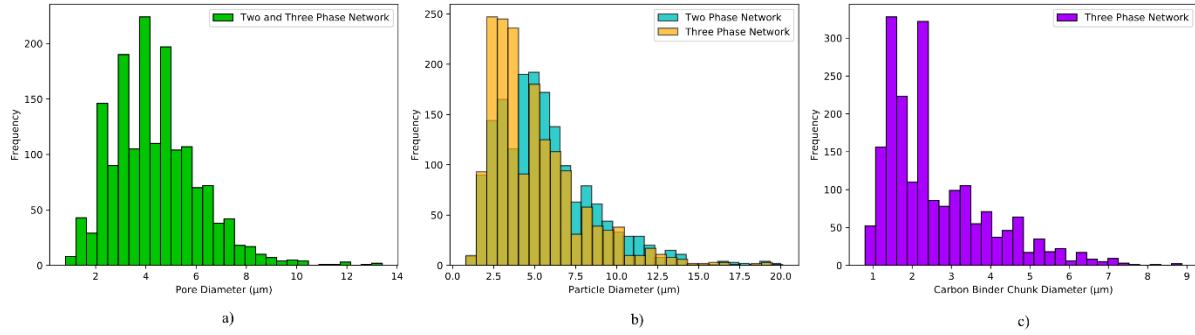 Two and Three Phase Network
Frequency
200
150
100
50
0
2 4 6 8 10 12 14
Pore Diameter (μm)
a)
Two Phase Network
Three Phase Network
Frequency
250
200
150
100
50
0
0.0 2.5 5.0 7.5 10.0 12.5 15.0 17.5 20.0
Particle Diameter (μm)
b)
Three Phase Network
Frequency
300
250
200
150
100
50
0
1 2 3 4 5 6 7 8 9
Carbon Binder Chunk Diameter (μm)
c)